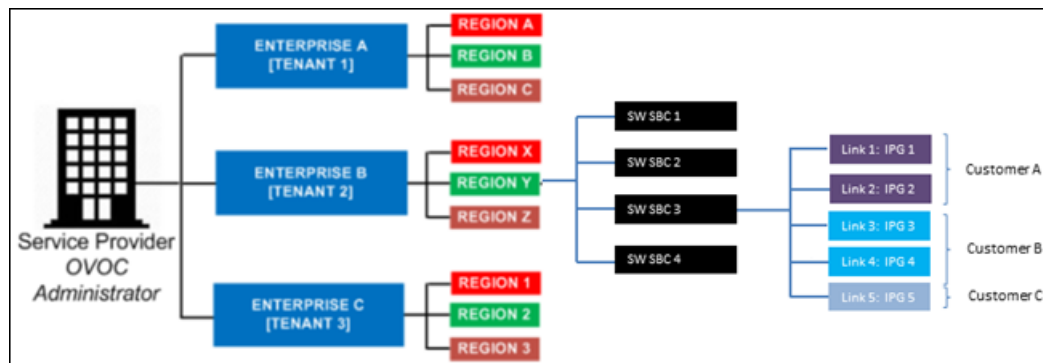 Service Provider
OVOC
Administrator
ENTERPRISE A
[TENANT 1]
REGION A
REGION B
REGION C
ENTERPRISE B
[TENANT 2]
REGION X
REGION Y
REGION Z
ENTERPRISE C
[TENANT 3]
REGION 1
REGION 2
REGION 3
SW SBC 1
SW SBC 2
SW SBC 3
SW SBC 4
Link 1: IPG 1
Link 2: IPG 2
Link 3: IPG 3
Link 4: IPG 4
Link 5: IPG 5
Customer A
Customer B
Customer C